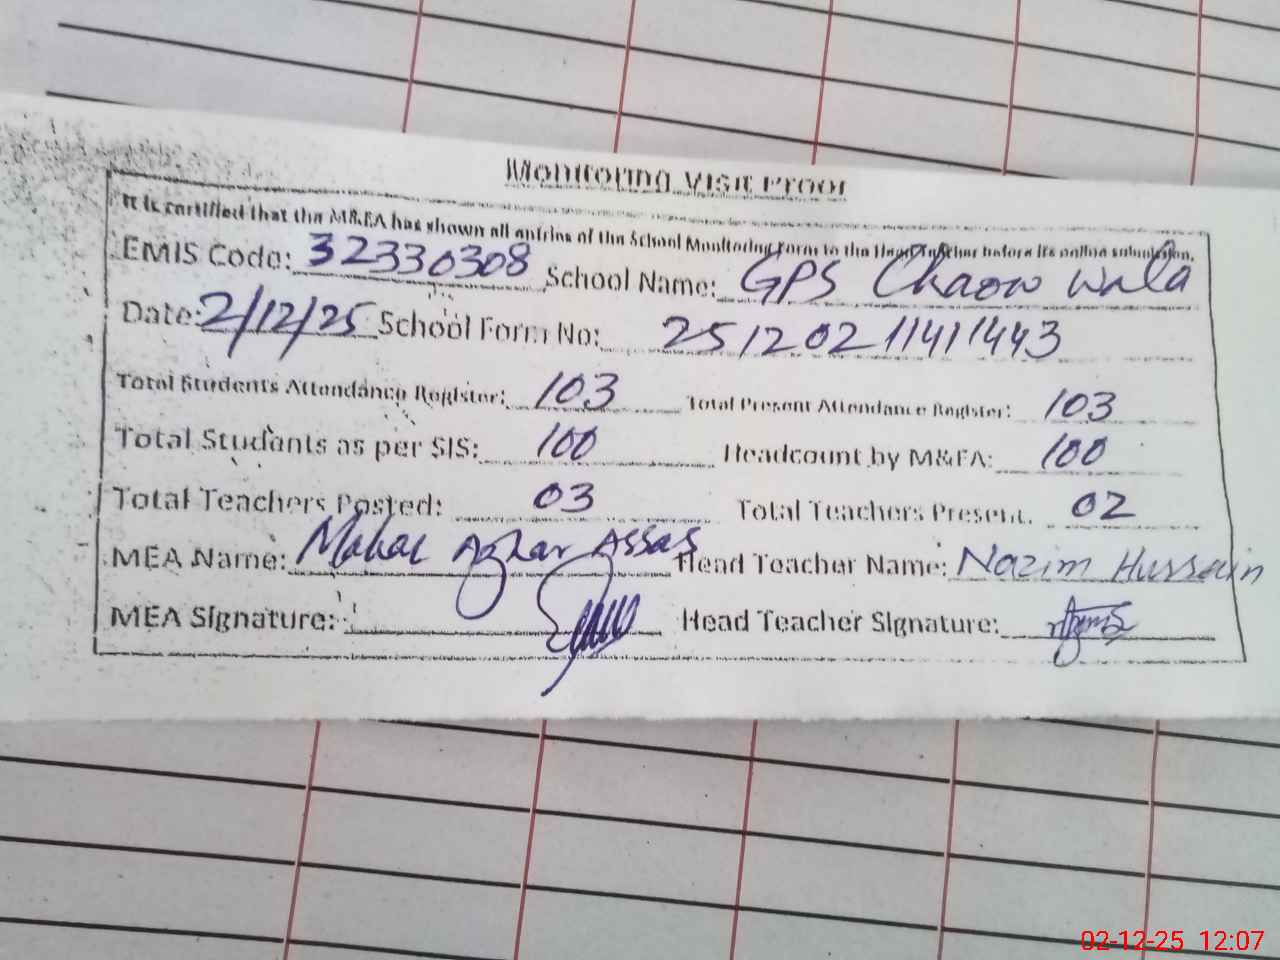 Monitoring Visit Proof
It is certified that the M&EA has shown all entries of the School Monitoring Form to the Head Teacher before its online submission.
EMIS Code: 32330308 School Name: GPS Chaow wala
Date: 2/12/25 School Form No: 25120211411443
Total Students Attendance Register: 103 Total Present Attendance Register: 103
Total Students as per SIS: 100 Headcount by M&EA: 100
Total Teachers Posted: 03 Total Teachers Present: 02
MEA Name: Azhar Head Teacher Name: Nazim Hussain
MEA Signature: Head Teacher Signature:
02-12-25 12:07